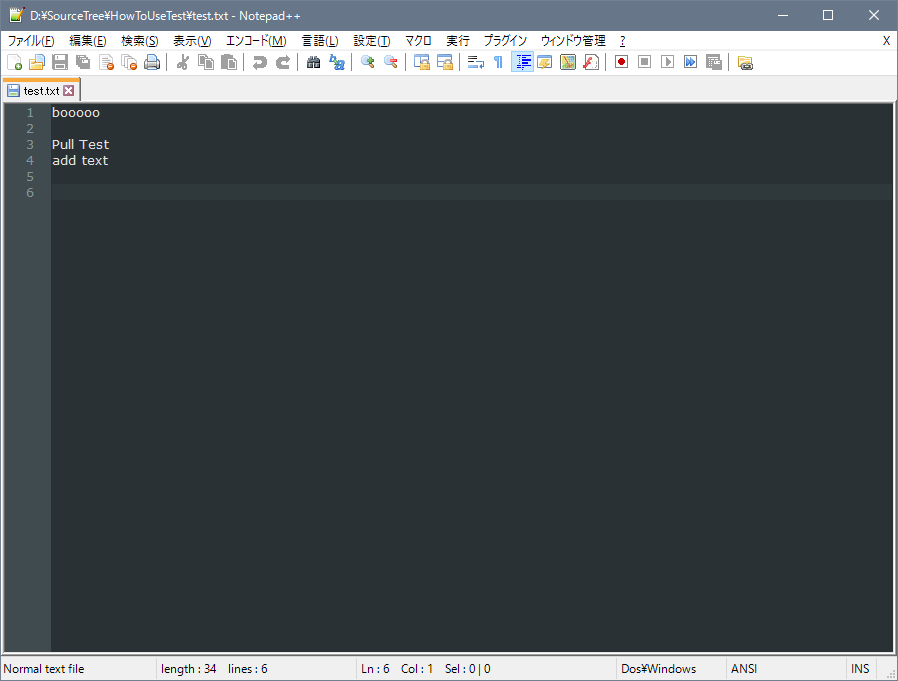 D:¥SourceTree¥HowToUseTest¥test.txt - Notepad++
ファイル(F) 編集(E) 検索(S) 表示(V) エンコード(M) 言語(L) 設定(T) マクロ 実行 プラグイン ウィンドウ管理 ? X
test.txt
1 booooo
2
3 Pull Test
4 add text
5
6
Normal text file length : 34 lines : 6 Ln : 6 Col : 1 Sel : 0 | 0 Dos¥Windows ANSI INS